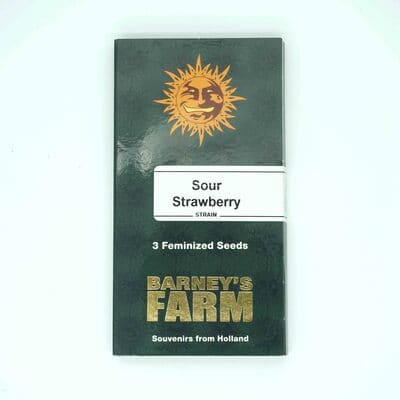 Sour
Strawberry
STRAIN
3 Feminized Seeds
BARNEY'S
FARM
Souvenirs from Holland